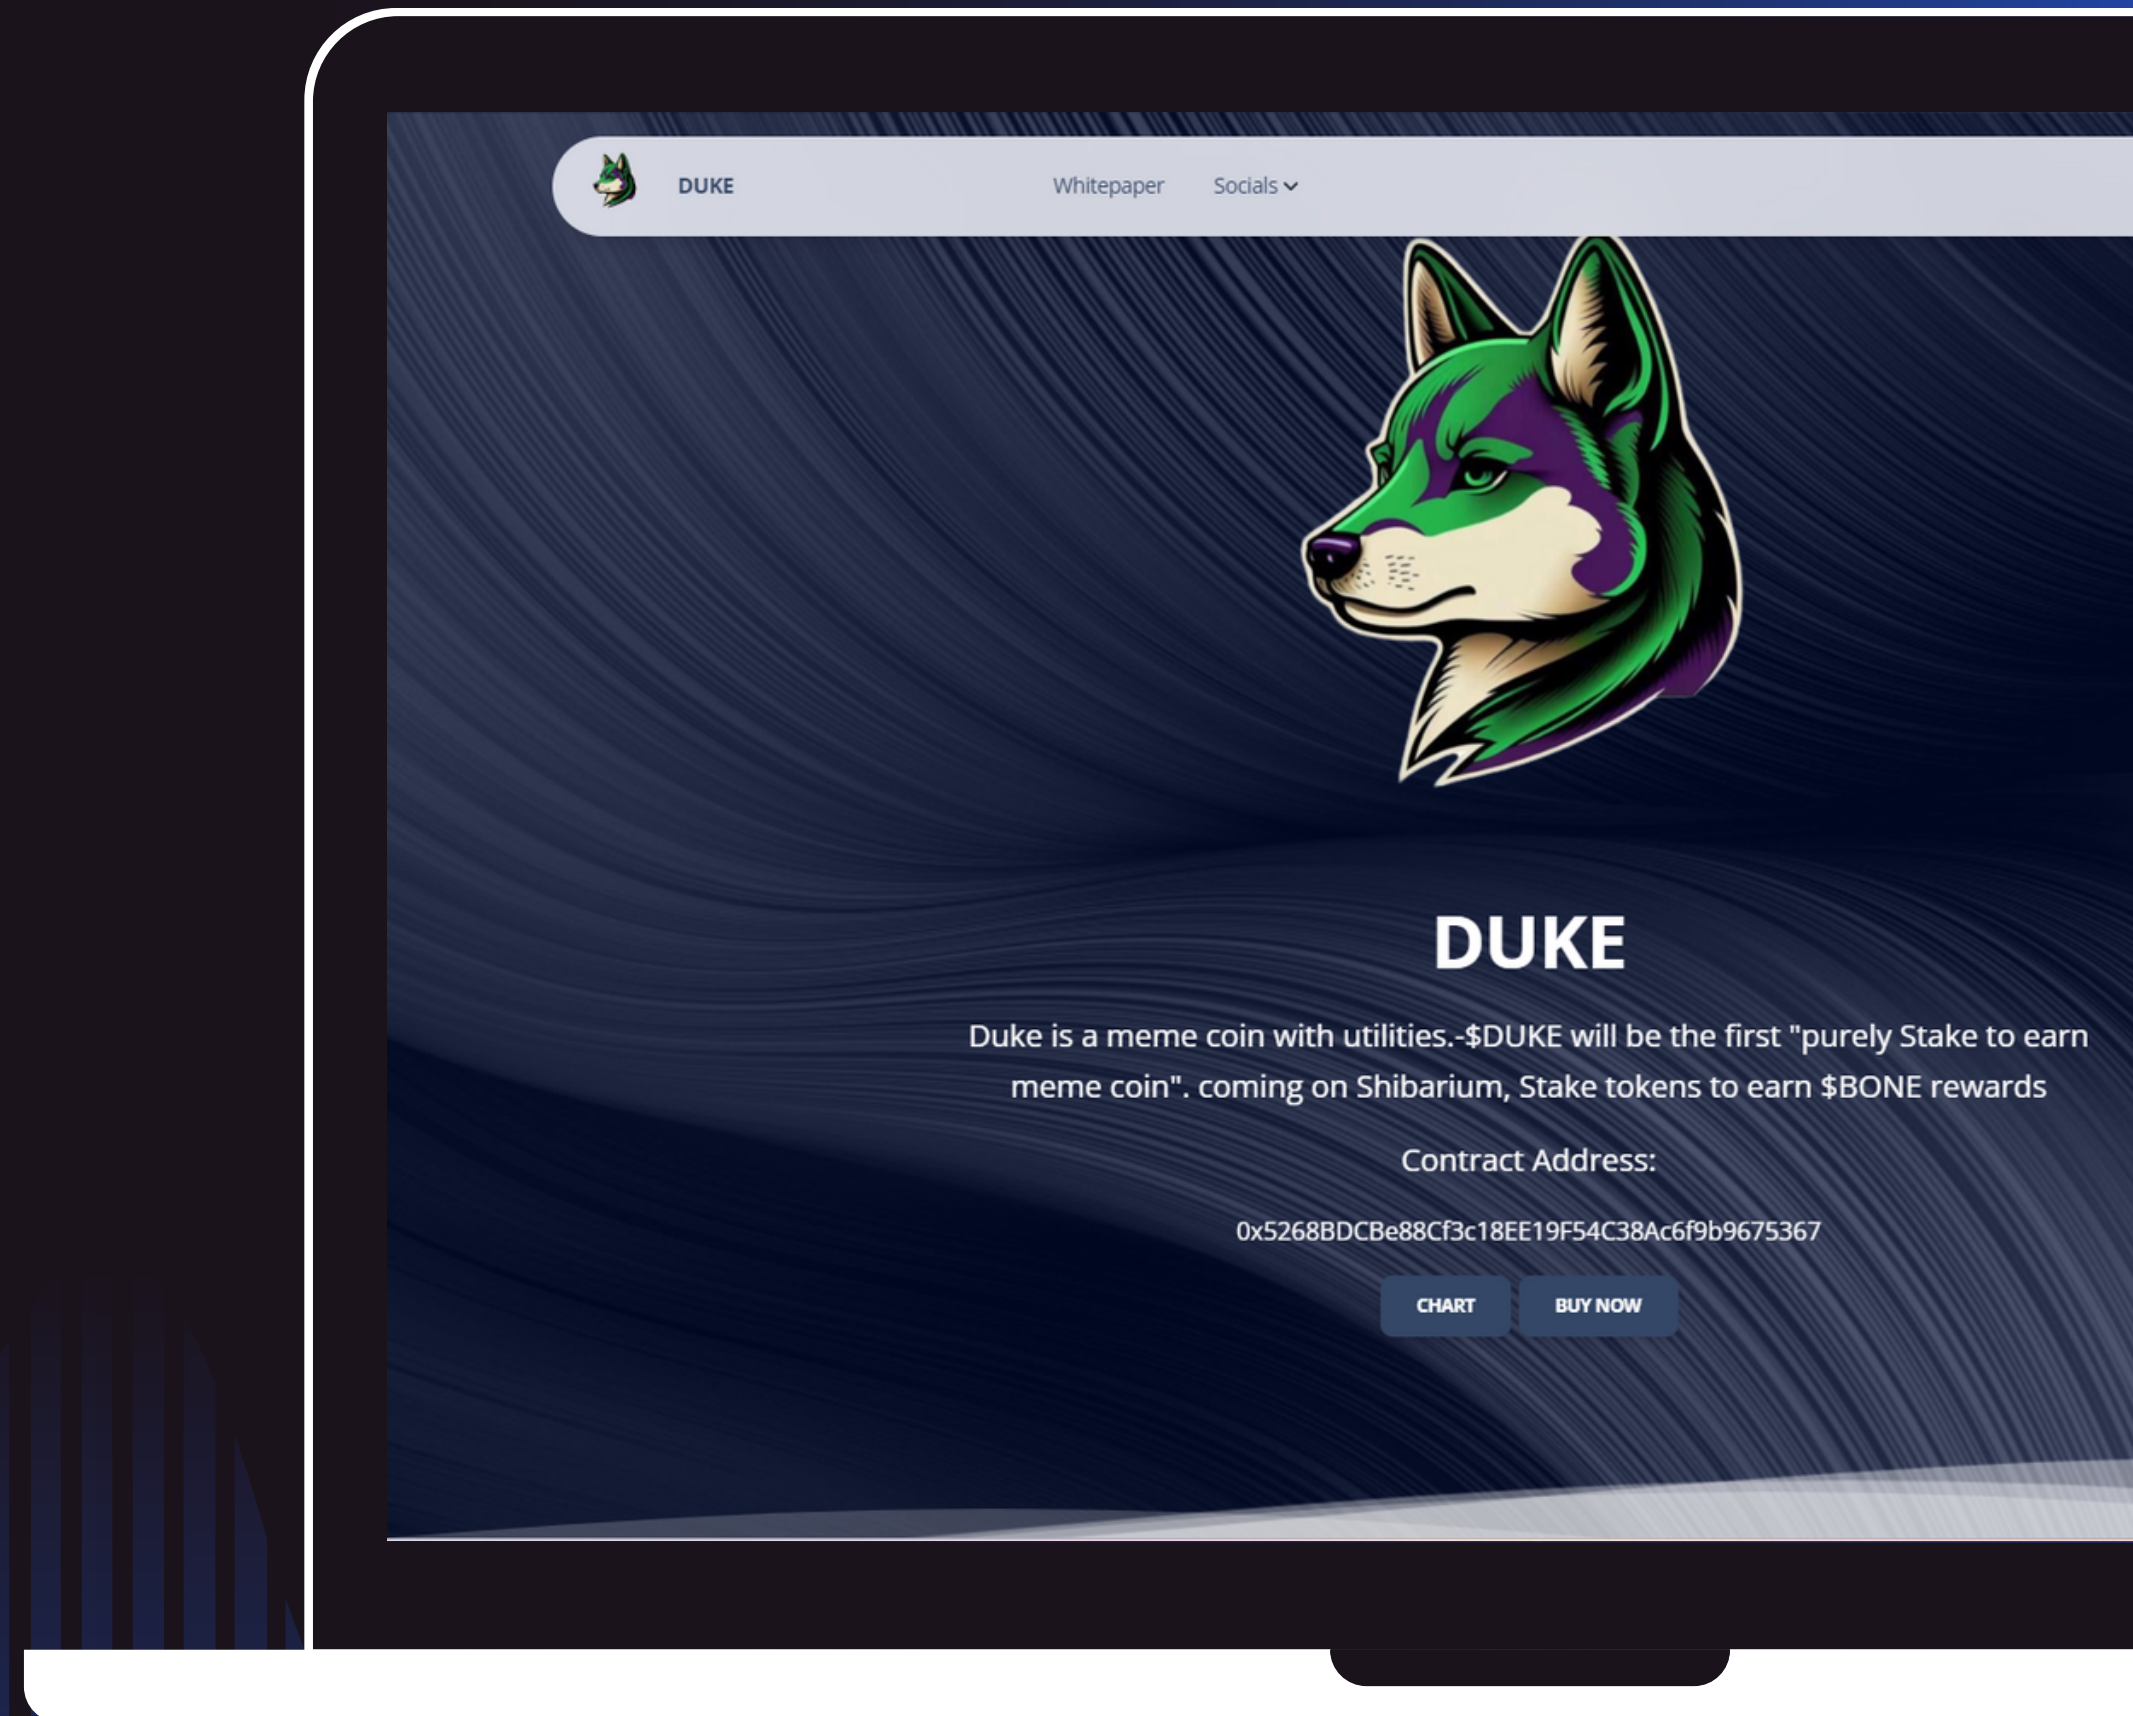 DUKE
Whitepaper
Socials
DUKE
Duke is a meme coin with utilities.-$DUKE will be the first "purely Stake to earn
meme coin". coming on Shibarium, Stake tokens to earn $BONE rewards
Contract Address:
0x5268BDCBe88Cf3c18EE19F54C38Ac6f9b9675367
CHART
BUY NOW